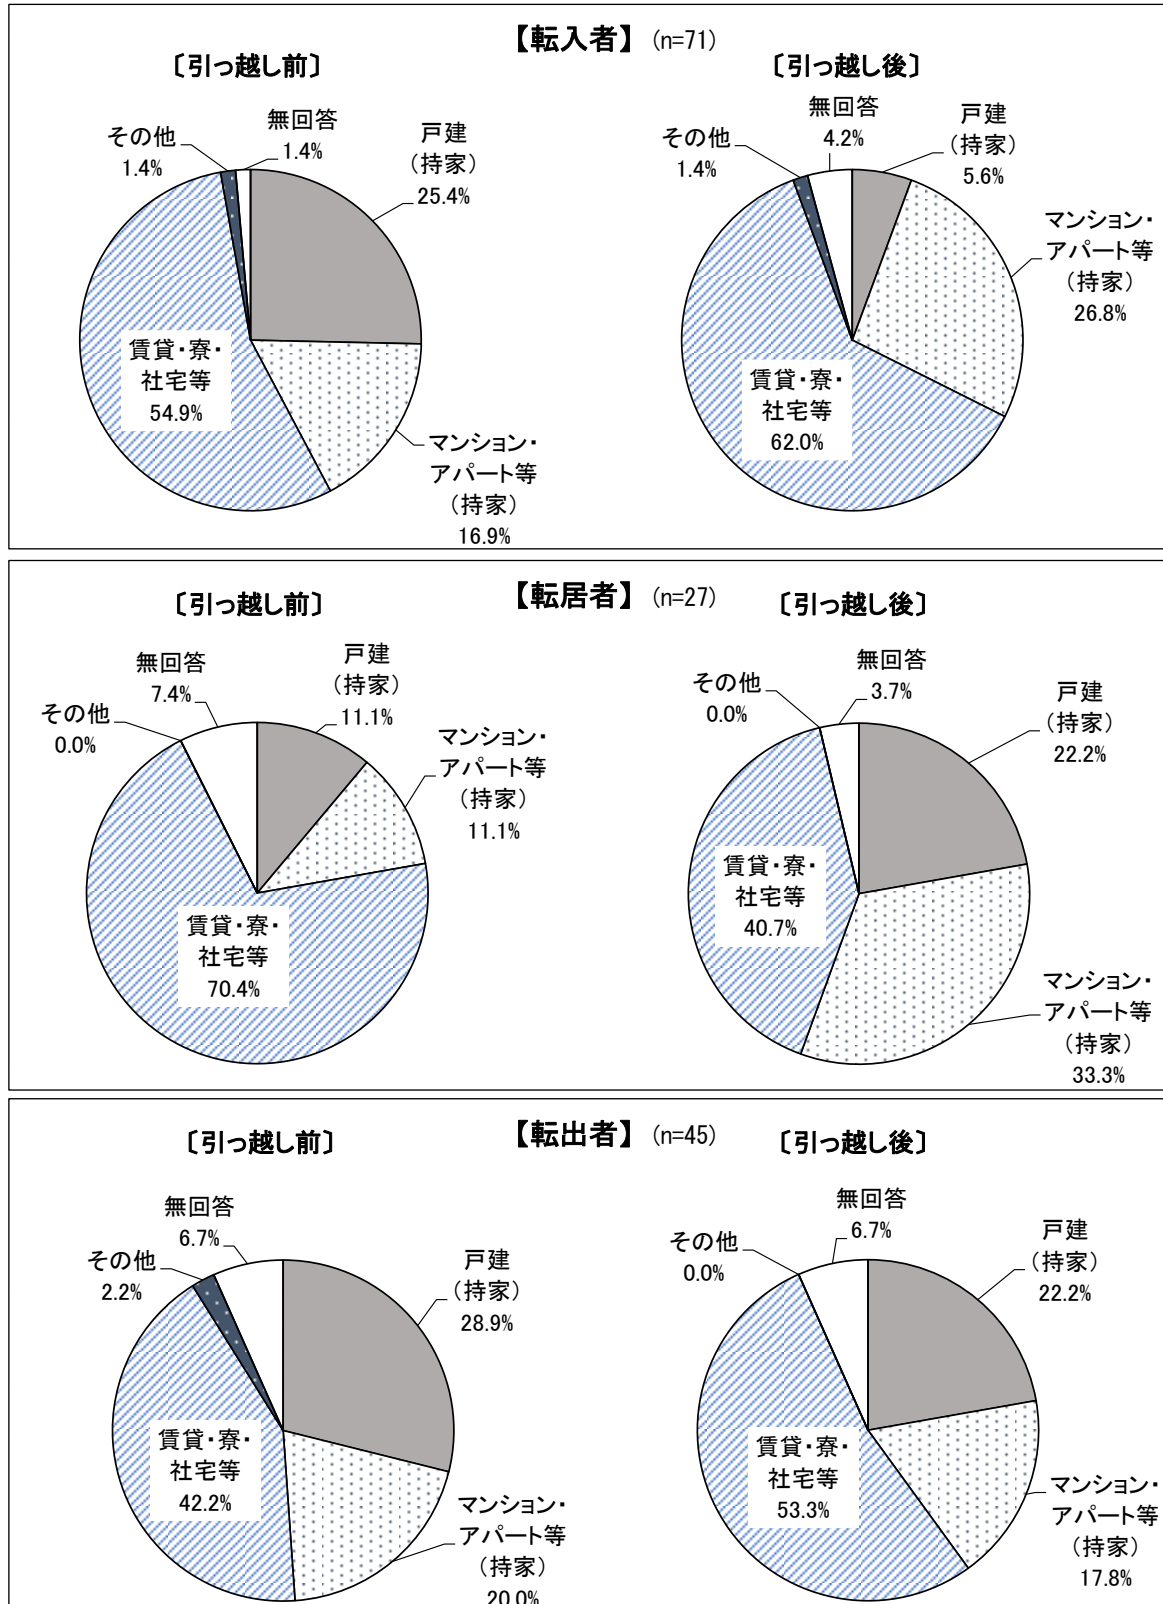 【転入者】 (n=71)
〔引っ越し前〕
無回答
1.4%
その他
1.4%
戸建
(持家)
25.4%
賃貸・寮・
社宅等
54.9%
マンション・
アパート等
(持家)
16.9%
〔引っ越し後〕
無回答
4.2%
その他
1.4%
戸建
(持家)
5.6%
マンション・
アパート等
(持家)
26.8%
賃貸・寮・
社宅等
62.0%
【転居者】 (n=27)
〔引っ越し前〕
無回答
7.4%
その他
0.0%
戸建
(持家)
11.1%
マンション・
アパート等
(持家)
11.1%
賃貸・寮・
社宅等
70.4%
〔引っ越し後〕
無回答
3.7%
その他
0.0%
戸建
(持家)
22.2%
賃貸・寮・
社宅等
40.7%
マンション・
アパート等
(持家)
33.3%
【転出者】 (n=45)
〔引っ越し前〕
無回答
6.7%
その他
2.2%
戸建
(持家)
28.9%
賃貸・寮・
社宅等
42.2%
マンション・
アパート等
(持家)
20.0%
〔引っ越し後〕
無回答
6.7%
その他
0.0%
戸建
(持家)
22.2%
賃貸・寮・
社宅等
53.3%
マンション・
アパート等
(持家)
17.8%